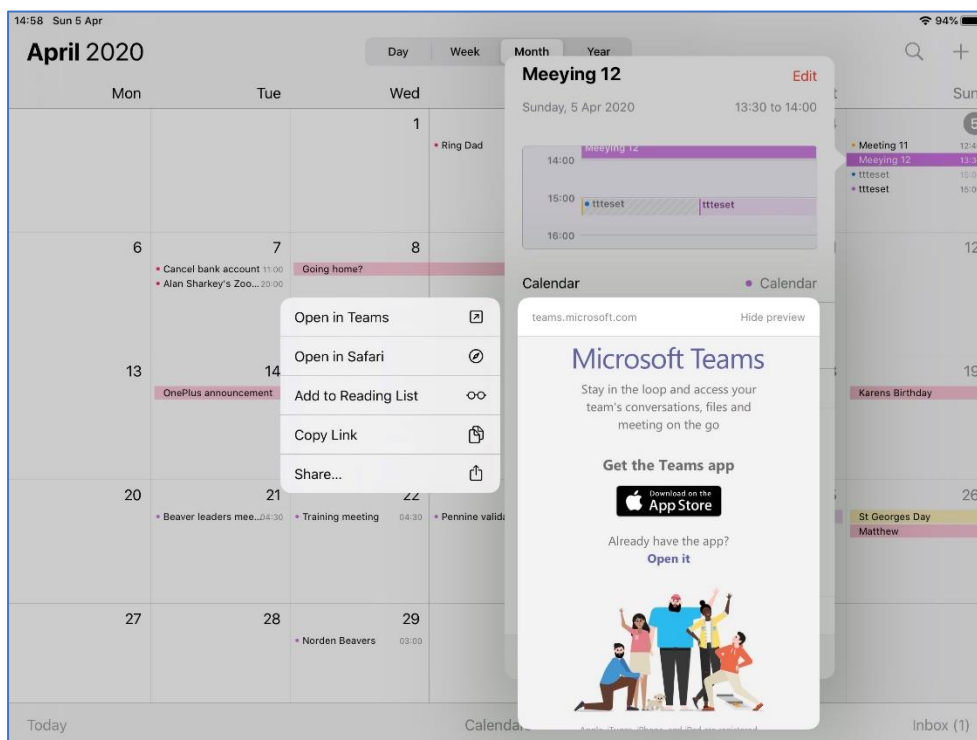 14:58 Sun 5 Apr
94%
April 2020
Day Week Month Year
Mon Tue Wed Sun
1
Ring Dad
Meeting 11
Meeying 12
ttteset
ttteset
6 7 8 12
Cancel bank account 11:00
Alan Sharkey's Zoo... 20:00
Going home?
13 14 19
OnePlus announcement
Karens Birthday
20 21 22 26
Beaver leaders mee...04:30
Training meeting 04:30
Pennine valida
St Georges Day
Matthew
27 28 29
Norden Beavers 03:00
Today
Inbox (1)
Meeying 12 Edit
Sunday, 5 Apr 2020 13:30 to 14:00
Meeying 12
14:00
15:00
ttteset ttteset
16:00
Calendar Calendar
Open in Teams
Open in Safari
Add to Reading List
Copy Link
Share...
teams.microsoft.com Hide preview
Microsoft Teams
Stay in the loop and access your
team's conversations, files and
meeting on the go
Get the Teams app
Download on the
App Store
Already have the app?
Open it